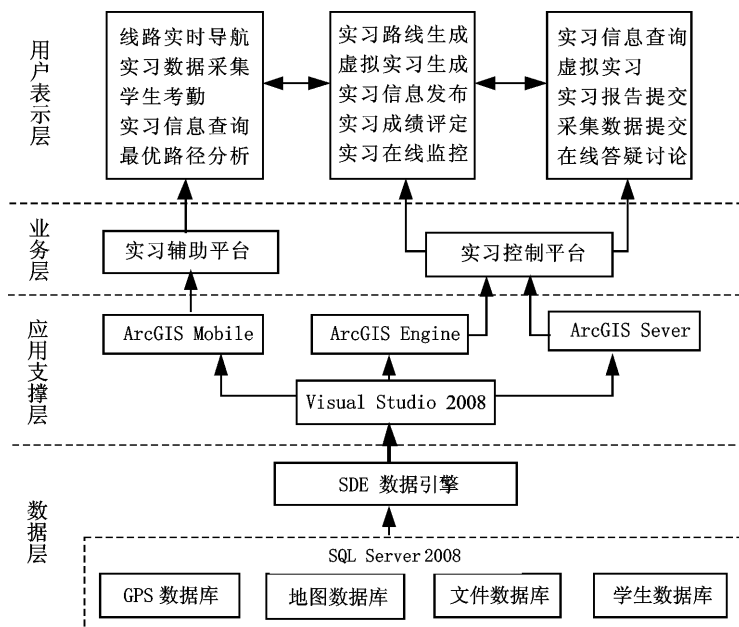 用户表示层
线路实时导航
实习数据采集
学生考勤
实习信息查询
最优路径分析
实习路线生成
虚拟实习生成
实习信息发布
实习成绩评定
实习在线监控
实习信息查询
虚拟实习
实习报告提交
采集数据提交
在线答疑讨论
业务层
实习辅助平台
实习控制平台
应用支撑层
ArcGIS Mobile
ArcGIS Engine
ArcGIS Sever
Visual Studio 2008
数据层
SDE 数据引擎
SQL Server 2008
GPS 数据库
地图数据库
文件数据库
学生数据库